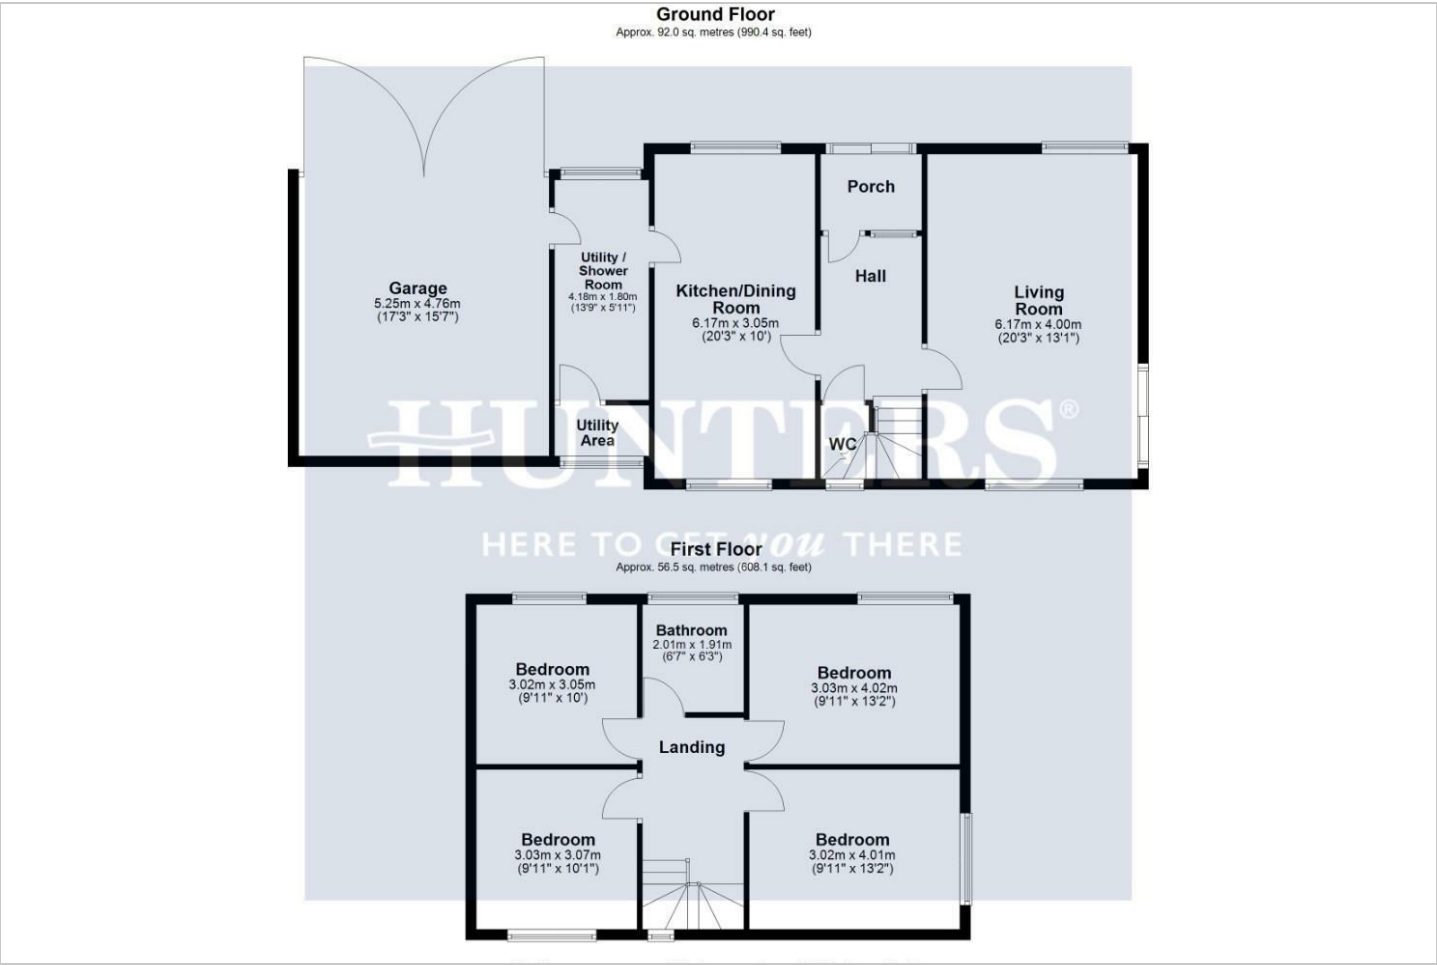 Ground Floor
Approx. 92.0 sq. metres (990.4 sq. feet)
Porch
Hall
Utility /
Shower
Room
4.18m x 1.80m
(13'9" x 5'11")
Garage
5.25m x 4.76m
(17'3" x 15'7")
Kitchen/Dining
Room
6.17m x 3.05m
(20'3" x 10')
Living
Room
6.17m x 4.00m
(20'3" x 13'1")
Utility
Area
WC
HUNTERS®
HERE TO GET you THERE
First Floor
Approx. 56.5 sq. metres (608.1 sq. feet)
Bathroom
2.01m x 1.91m
(6'7" x 6'3")
Bedroom
3.02m x 3.05m
(9'11" x 10')
Bedroom
3.03m x 4.02m
(9'11" x 13'2")
Landing
Bedroom
3.03m x 3.07m
(9'11" x 10'1")
Bedroom
3.02m x 4.01m
(9'11" x 13'2")